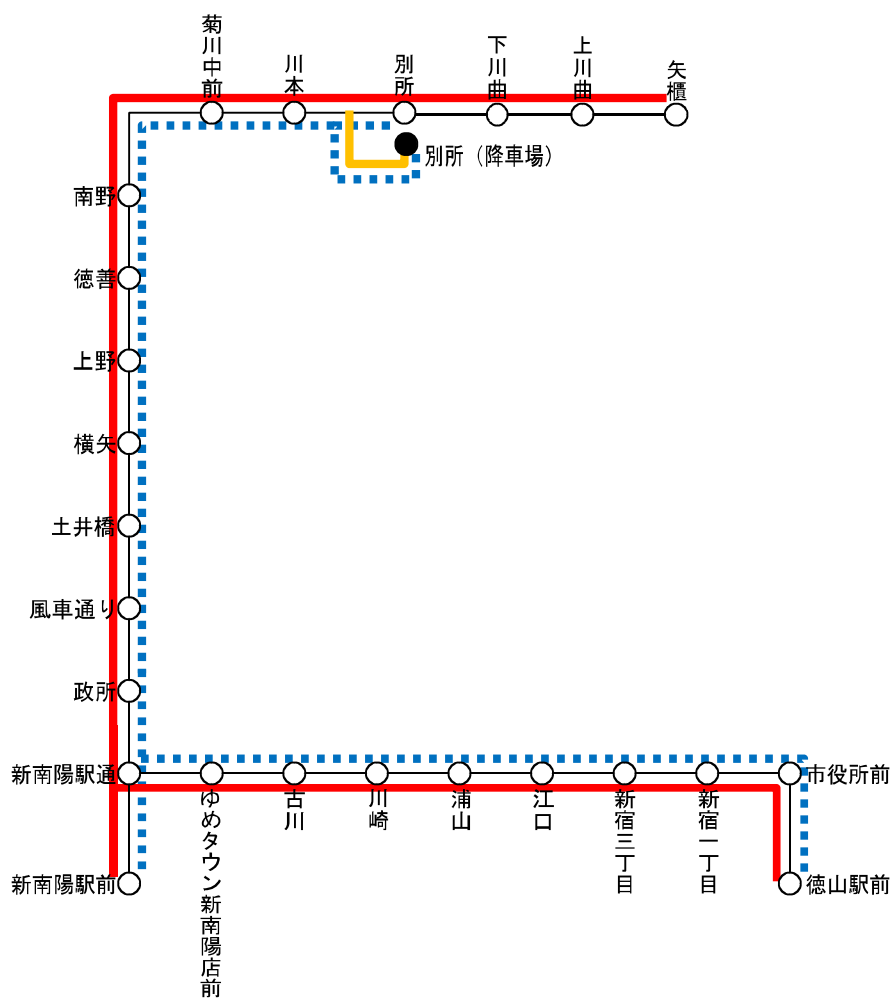 菊川中前
川本
別所
下川曲
上川曲
矢櫃
別所（降車場）
南野
徳善
上野
横矢
土井橋
風車通り
政所
新南陽駅通
ゆめタウン新南陽店前
古川
川崎
浦山
江口
新宿三丁目
新宿一丁目
市役所前
新南陽駅前
徳山駅前